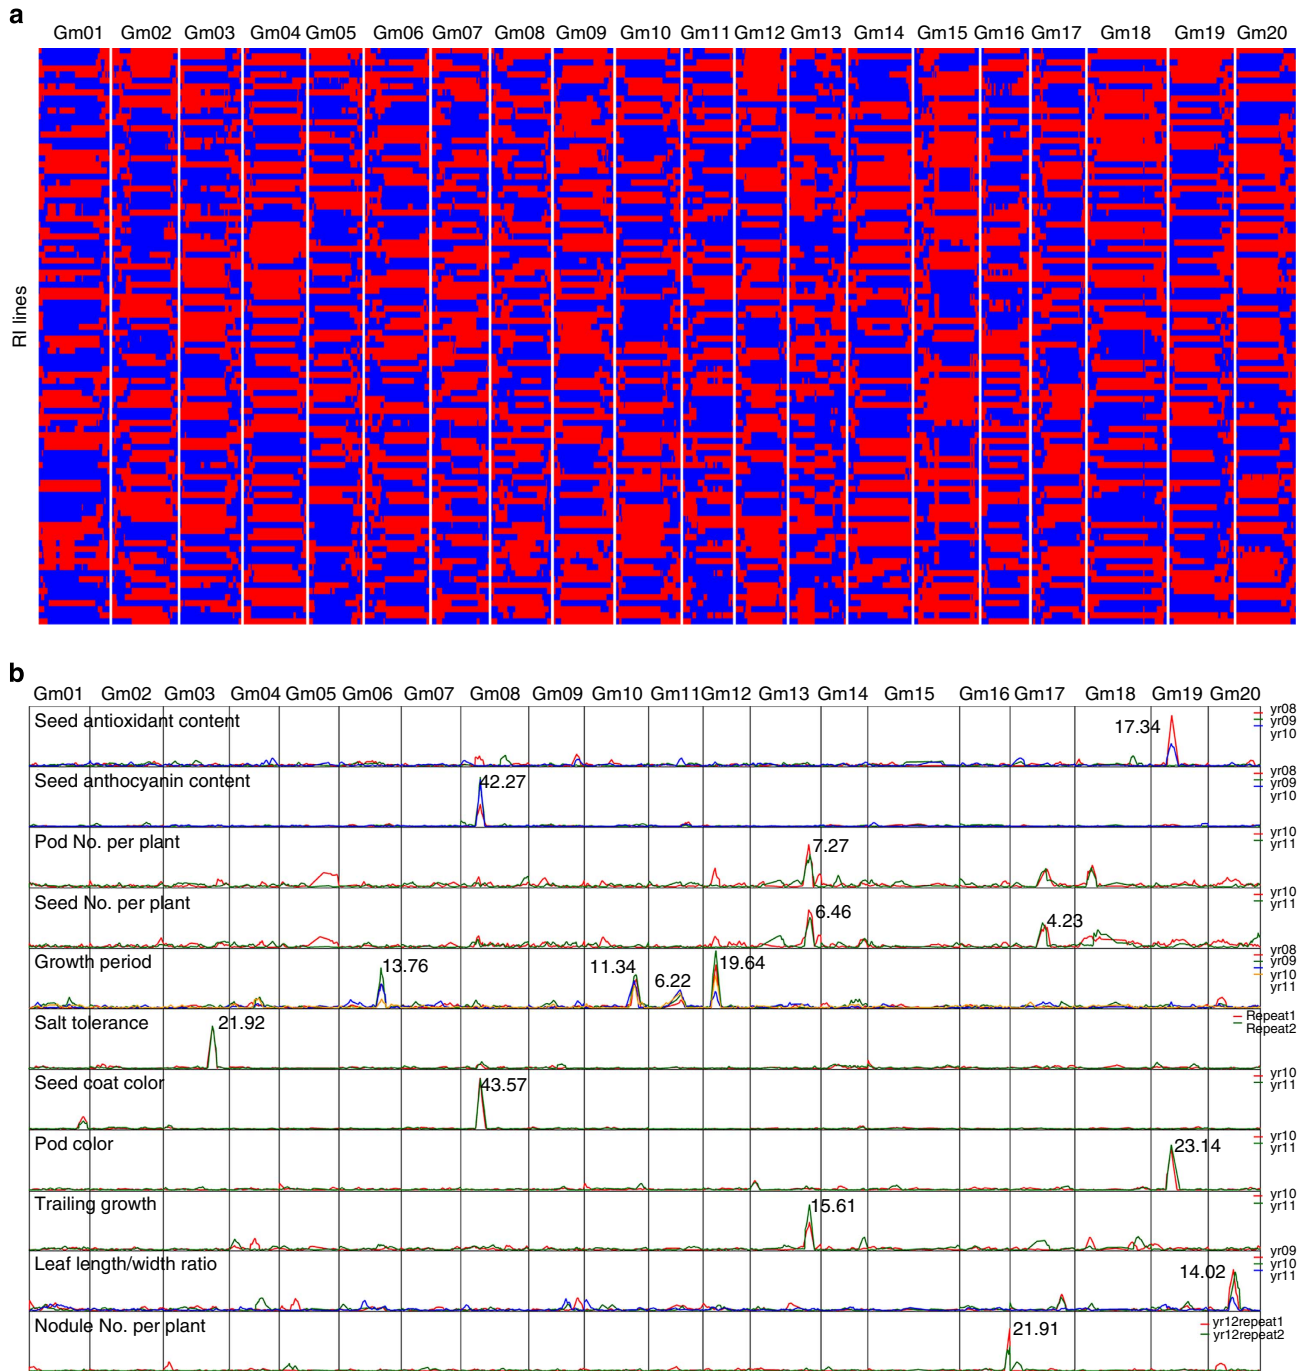 a
Gm01 Gm02 Gm03 Gm04 Gm05 Gm06 Gm07 Gm08 Gm09 Gm10 Gm11 Gm12 Gm13 Gm14 Gm15 Gm16 Gm17 Gm18 Gm19 Gm20
RI lines
b
Gm01 Gm02 Gm03 Gm04 Gm05 Gm06 Gm07 Gm08 Gm09 Gm10 Gm11 Gm12 Gm13 Gm14 Gm15 Gm16 Gm17 Gm18 Gm19 Gm20
Seed antioxidant content
17.34
yr08
yr09
yr10
Seed anthocyanin content
42.27
yr08
yr09
yr10
Pod No. per plant
7.27
yr10
yr11
Seed No. per plant
6.46
4.23
yr10
yr11
Growth period
13.76
11.34
6.22
19.64
yr08
yr09
yr10
yr11
Salt tolerance
21.92
Repeat1
Repeat2
Seed coat color
43.57
yr10
yr11
Pod color
23.14
yr10
yr11
Trailing growth
15.61
yr10
yr11
Leaf length/width ratio
14.02
yr09
yr10
yr11
Nodule No. per plant
21.91
yr12repeat1
yr12repeat2